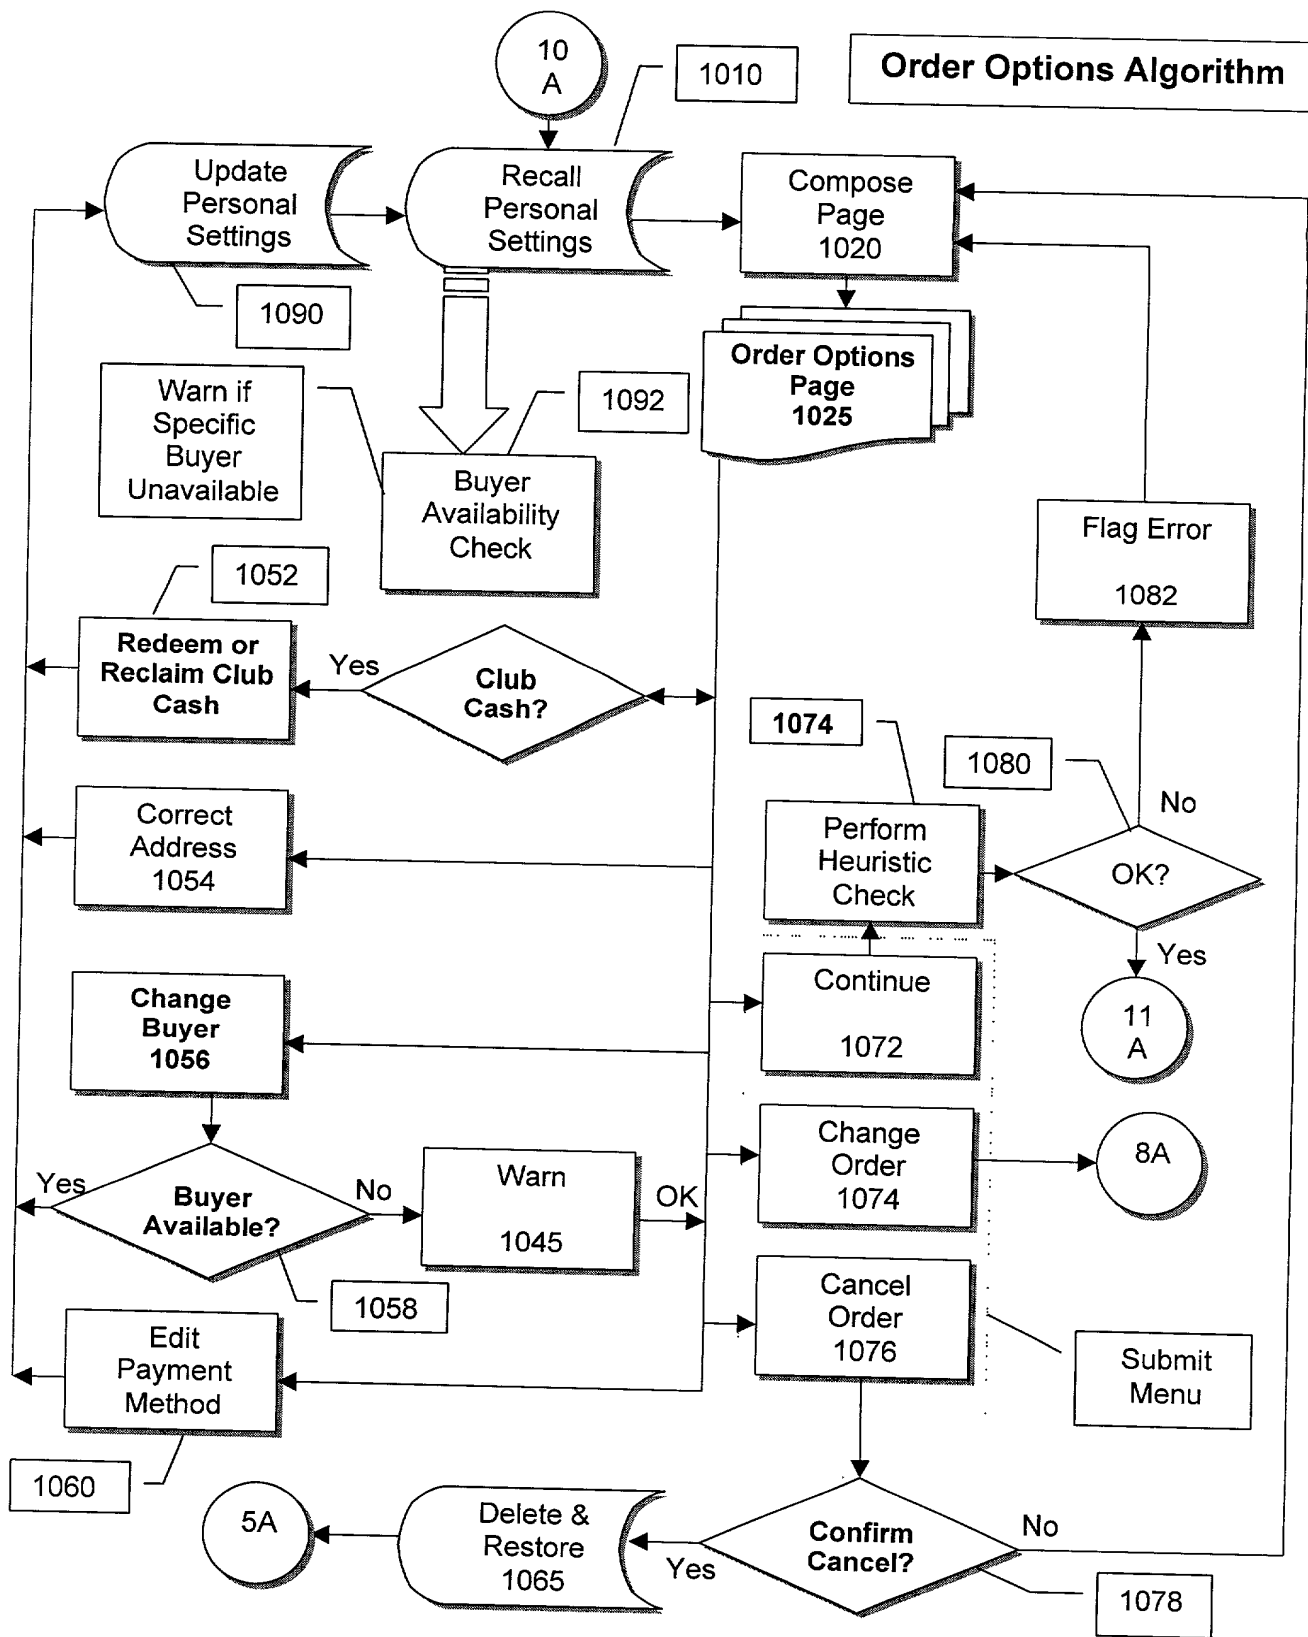 10
A
1010
Order Options Algorithm
Update
Personal
Settings
Recall
Personal
Settings
Compose
Page
1020
1090
Order Options
Page
1025
Warn if
Specific
Buyer
Unavailable
1092
Buyer
Availability
Check
Flag Error
1082
1052
Redeem or
Reclaim Club
Cash
Yes
Club
Cash?
1074
1080
No
Correct
Address
1054
Perform
Heuristic
Check
OK?
Yes
Continue
1072
11
A
Change
Buyer
1056
Change
Order
1074
8A
Yes
Buyer
Available?
No
Warn
1045
OK
1058
Cancel
Order
1076
Submit
Menu
Edit
Payment
Method
1060
5A
Delete &
Restore
1065
Yes
Confirm
Cancel?
No
1078